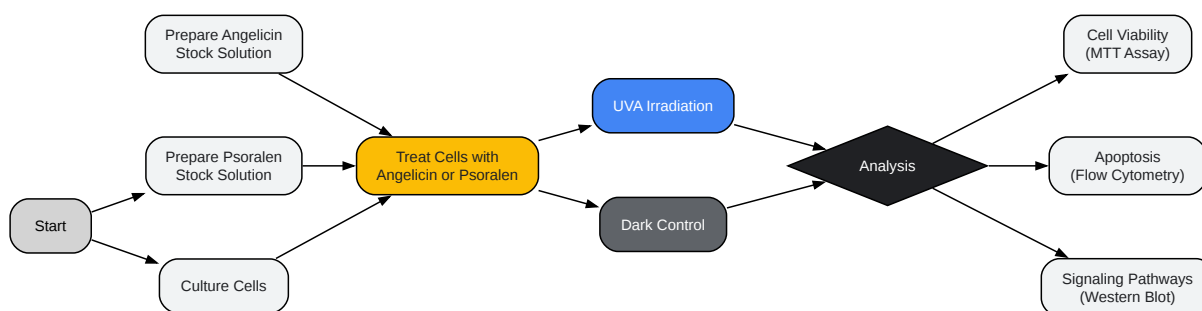 Prepare Angelicin
Stock Solution
Prepare Psoralen
Stock Solution
Start
Culture Cells
Treat Cells with
Angelicin or Psoralen
UVA Irradiation
Dark Control
Analysis
Cell Viability
(MTT Assay)
Apoptosis
(Flow Cytometry)
Signaling Pathways
(Western Blot)